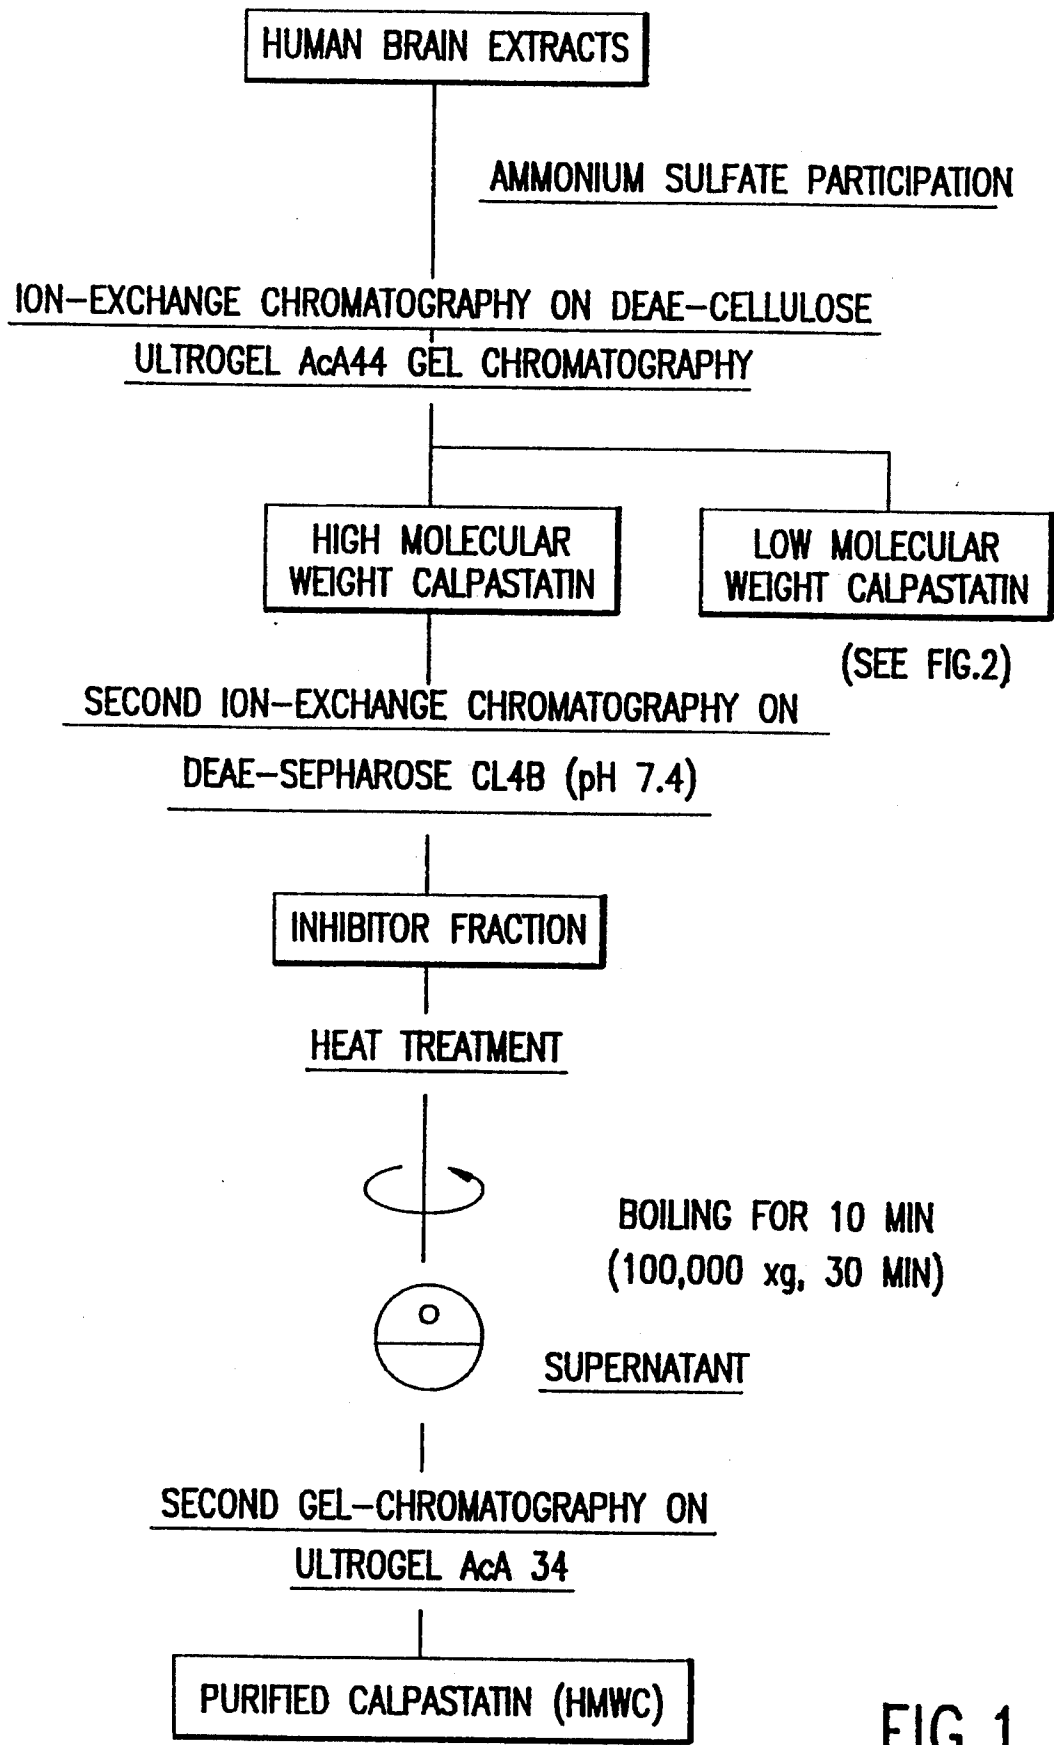 HUMAN BRAIN EXTRACTS
AMMONIUM SULFATE PARTICIPATION
ION-EXCHANGE CHROMATOGRAPHY ON DEAE-CELLULOSE
ULTROGEL AcA44 GEL CHROMATOGRAPHY
HIGH MOLECULAR
WEIGHT CALPASTATIN
LOW MOLECULAR
WEIGHT CALPASTATIN
(SEE FIG.2)
SECOND ION-EXCHANGE CHROMATOGRAPHY ON
DEAE-SEPHAROSE CL4B (pH 7.4)
INHIBITOR FRACTION
HEAT TREATMENT
BOILING FOR 10 MIN
(100,000 xg, 30 MIN)
SUPERNATANT
SECOND GEL-CHROMATOGRAPHY ON
ULTROGEL AcA 34
PURIFIED CALPASTATIN (HMWC)
FIG. 1